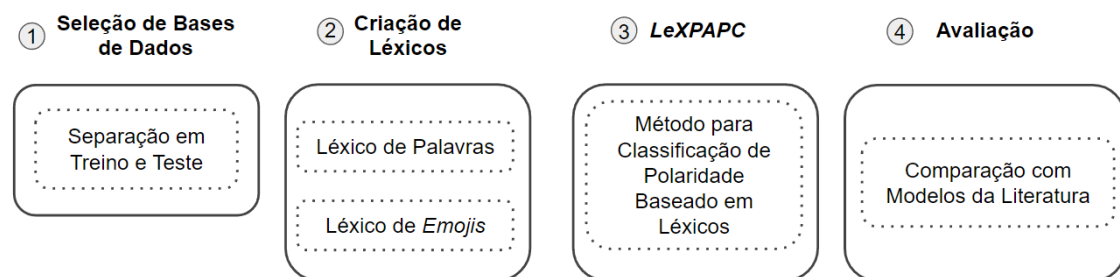 1 Seleção de Bases
de Dados
Separação em
Treino e Teste
2 Criação de
Léxicos
Léxico de Palavras
Léxico de Emojis
3 LeXPAPC
Método para
Classificação de
Polaridade
Baseado em
Léxicos
4 Avaliação
Comparação com
Modelos da Literatura